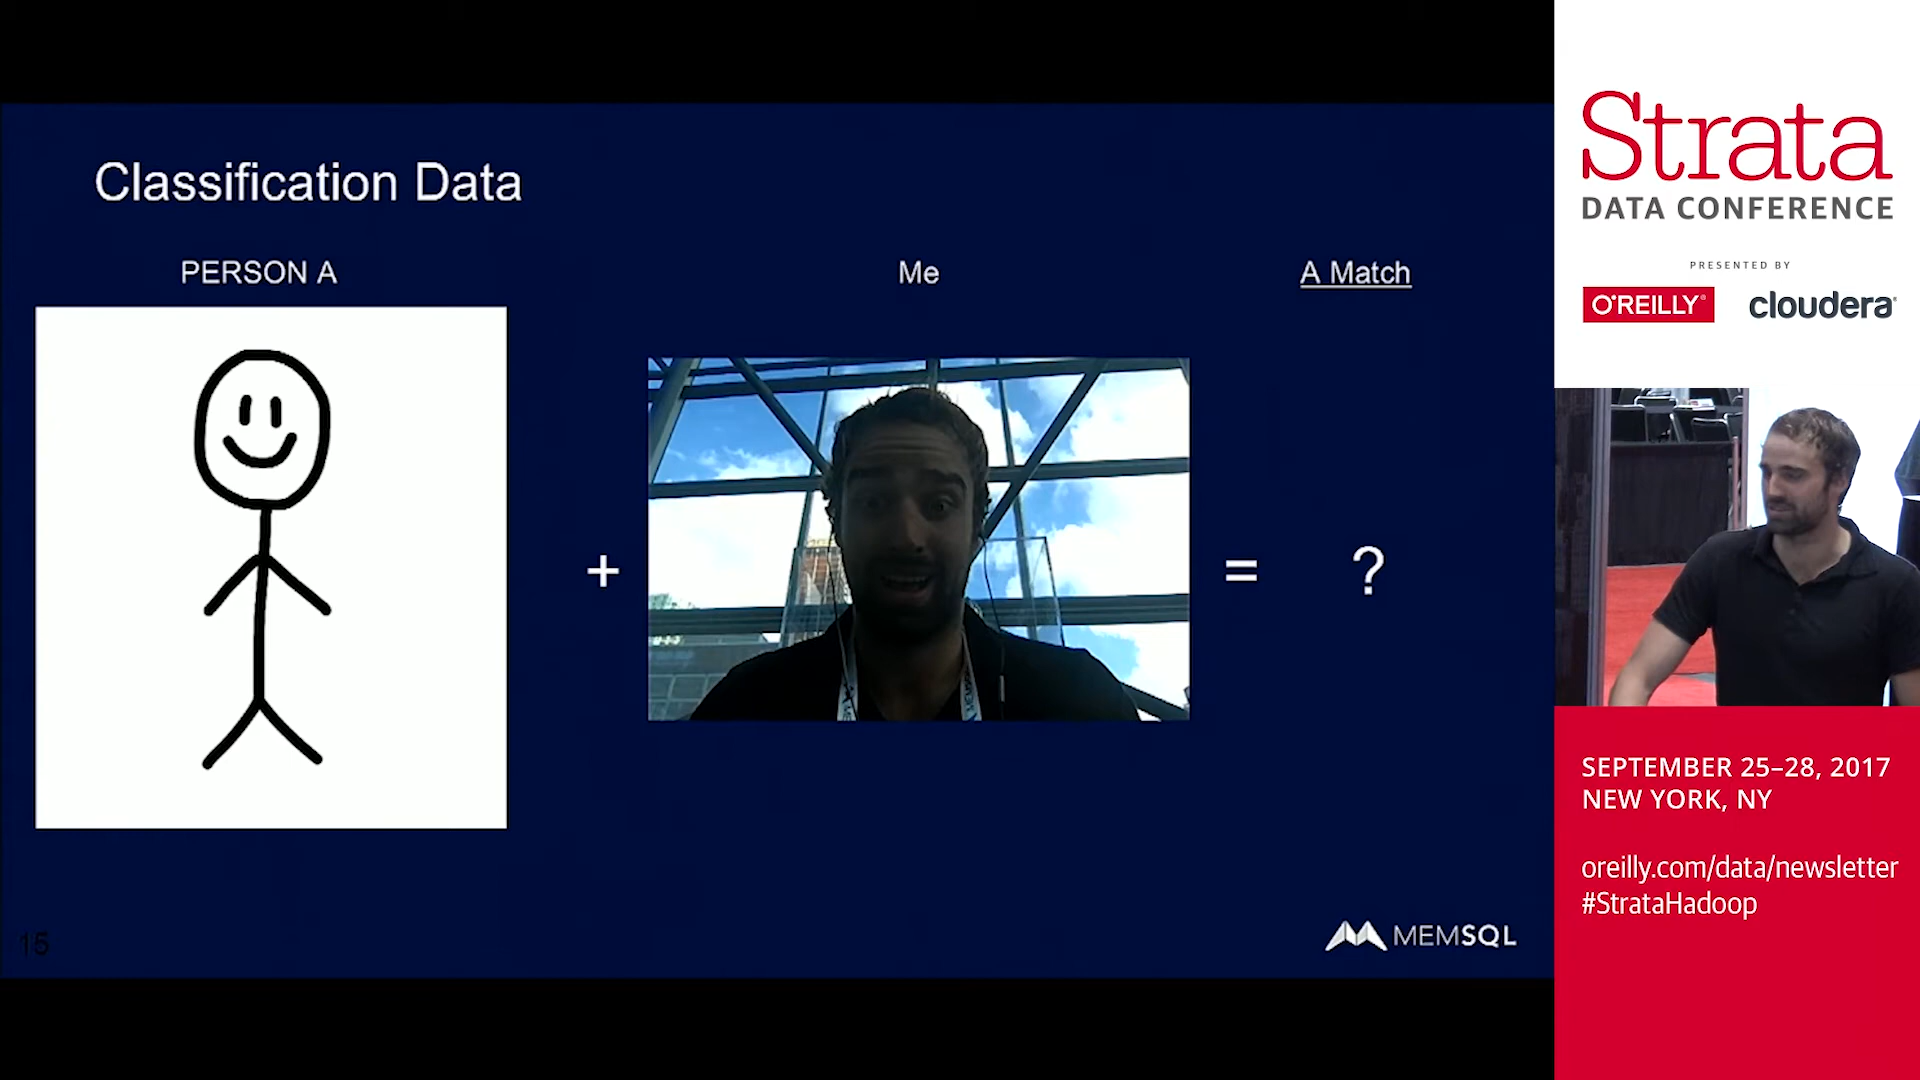 Classification Data
PERSON A
Me
A Match
+
=
?
15
MEMSQL
Strata
DATA CONFERENCE
PRESENTED BY
O'REILLY®
cloudera®
SEPTEMBER 25–28, 2017
NEW YORK, NY
oreilly.com/data/newsletter
#StrataHadoop